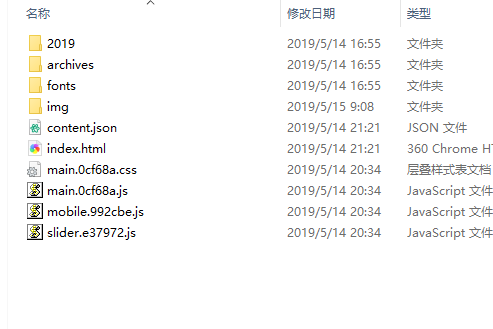 名称 修改日期 类型
2019 2019/5/14 16:55 文件夹
archives 2019/5/14 16:55 文件夹
fonts 2019/5/14 16:55 文件夹
img 2019/5/15 9:08 文件夹
content.json 2019/5/14 21:21 JSON 文件
index.html 2019/5/14 21:21 360 Chrome HT
main.0cf68a.css 2019/5/14 20:34 层叠样式表文档
main.0cf68a.js 2019/5/14 20:34 JavaScript 文件
mobile.992cbe.js 2019/5/14 20:34 JavaScript 文件
slider.e37972.js 2019/5/14 20:34 JavaScript 文件